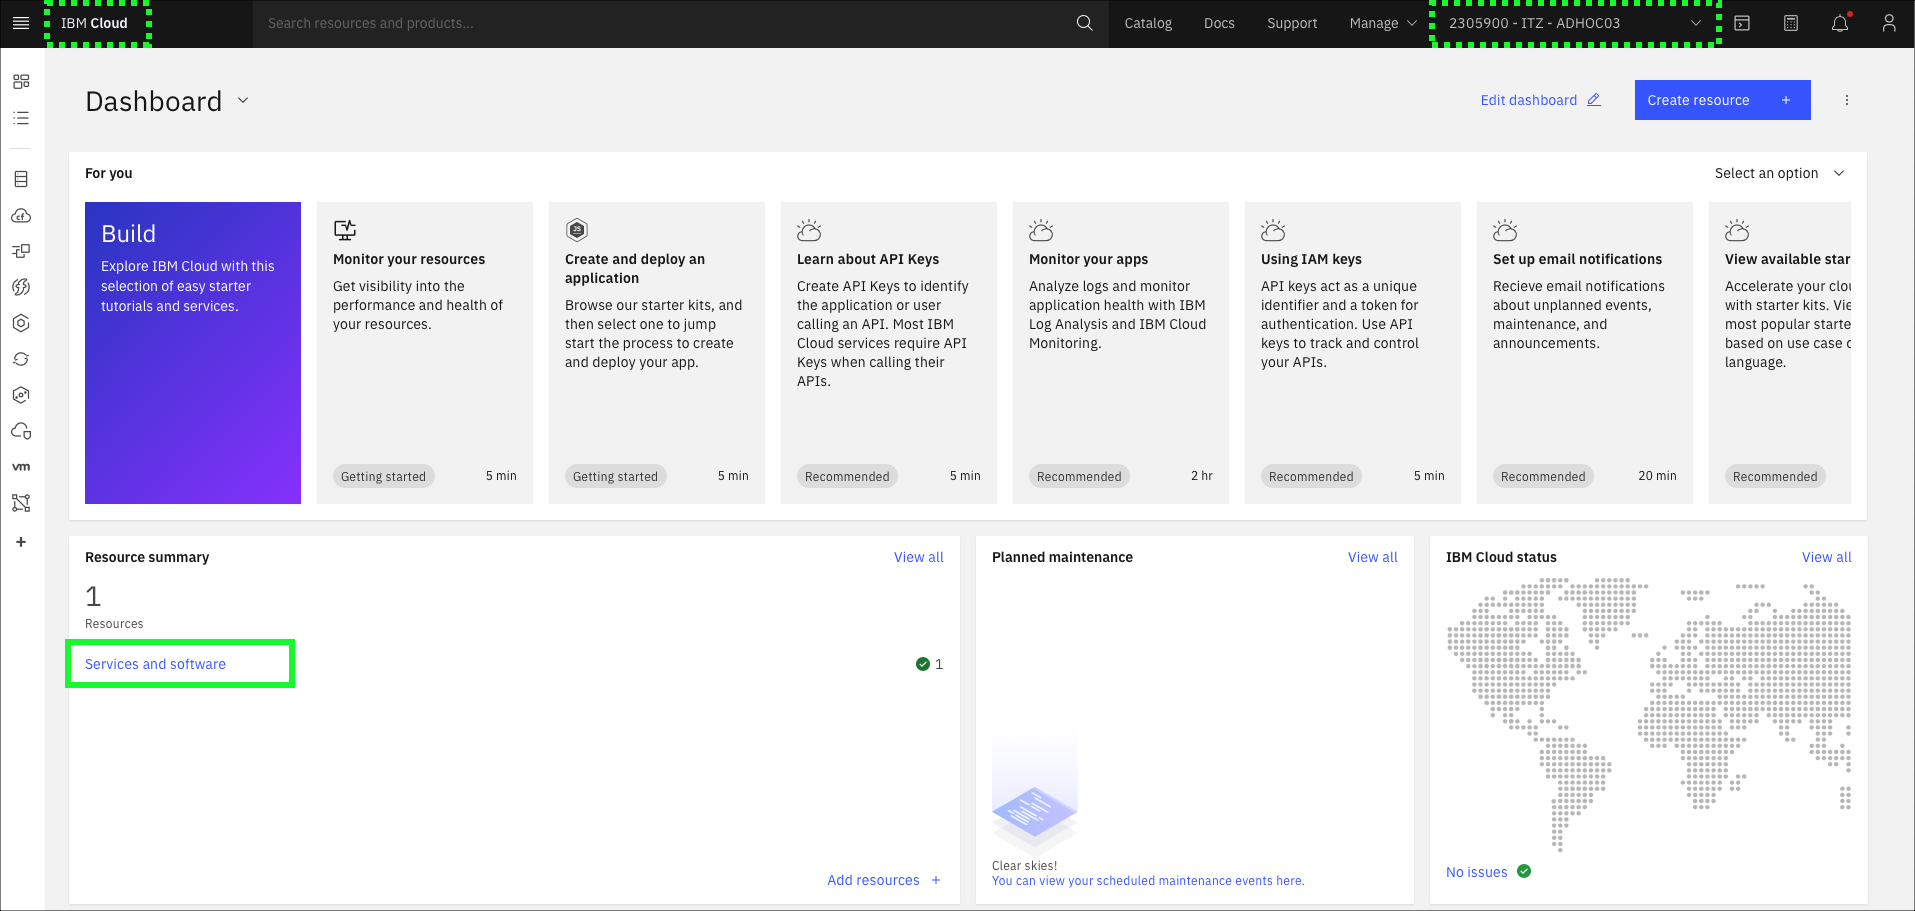 IBM Cloud
Search resources and products...
Catalog
Docs
Support
Manage
2305900 - ITZ - ADHOC03
Dashboard
Edit dashboard
Create resource +
For you
Select an option
Build
Explore IBM Cloud with this
selection of easy starter
tutorials and services.
Monitor your resources
Get visibility into the
performance and health of
your resources.
Getting started
5 min
JS
Create and deploy an
application
Browse our starter kits, and
then select one to jump
start the process to create
and deploy your app.
Getting started
5 min
Learn about API Keys
Create API Keys to identify
the application or user
calling an API. Most IBM
Cloud services require API
Keys when calling their
APIs.
Recommended
5 min
Monitor your apps
Analyze logs and monitor
application health with IBM
Log Analysis and IBM Cloud
Monitoring.
Recommended
2 hr
Using IAM keys
API keys act as a unique
identifier and a token for
authentication. Use API
keys to track and control
your APIs.
Recommended
5 min
Set up email notifications
Recieve email notifications
about unplanned events,
maintenance, and
announcements.
Recommended
20 min
View available star
Accelerate your clou
with starter kits. Vie
most popular starte
based on use case o
language.
Recommended
cf
vm
+
Resource summary
View all
1
Resources
Services and software
1
Add resources +
Planned maintenance
View all
Clear skies!
You can view your scheduled maintenance events here.
IBM Cloud status
View all
No issues